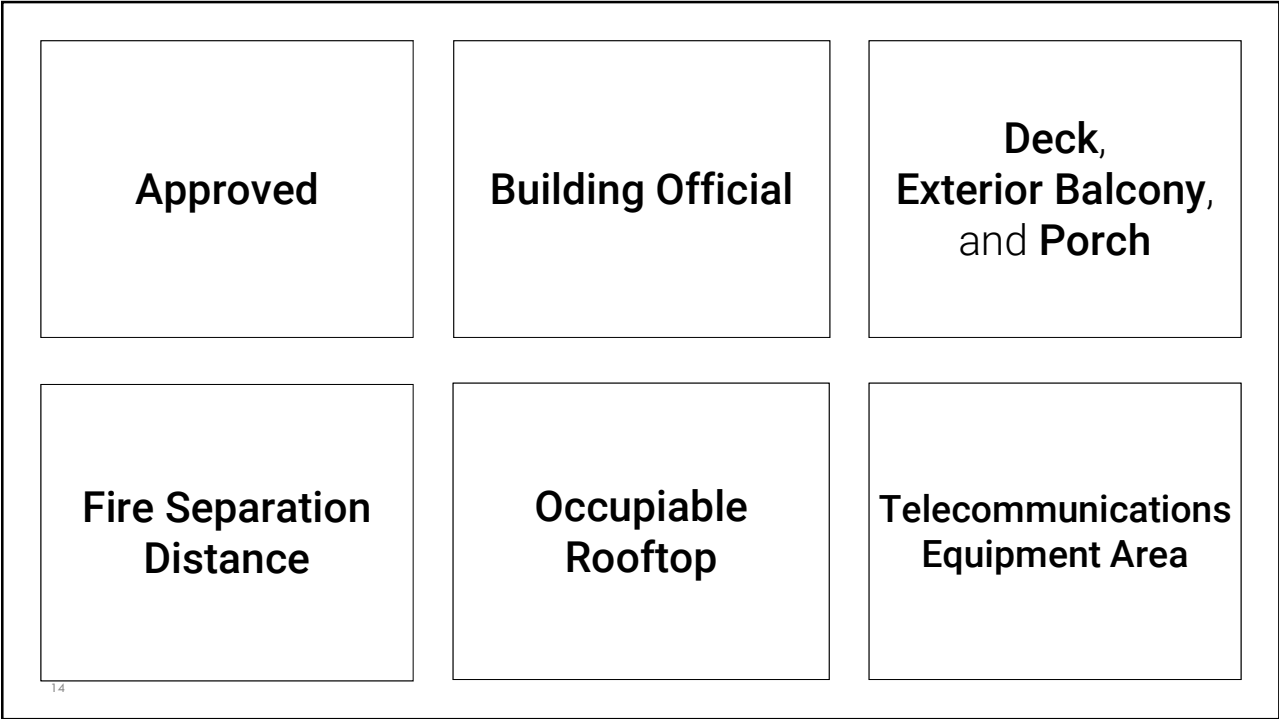 Approved
Building Official
Deck,
Exterior Balcony,
and Porch
Fire Separation
Distance
Occupiable
Rooftop
Telecommunications
Equipment Area
14